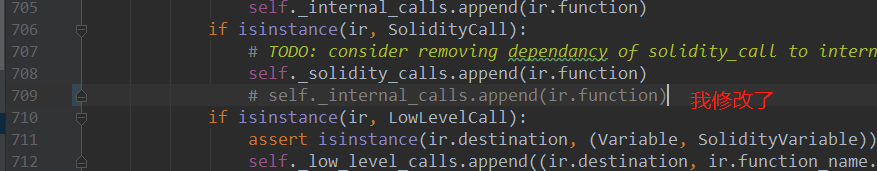 705 self._internal_calls.append(ir.function)
706 if isinstance(ir, SolidityCall):
707 # TODO: consider removing dependancy of solidity_call to intern
708 self._solidity_calls.append(ir.function)
709 # self._internal_calls.append(ir.function) 我修改了
710 if isinstance(ir, LowLevelCall):
711 assert isinstance(ir.destination, (Variable, SolidityVariable))
712 self._low_level_calls.append((ir.destination, ir.function_name.